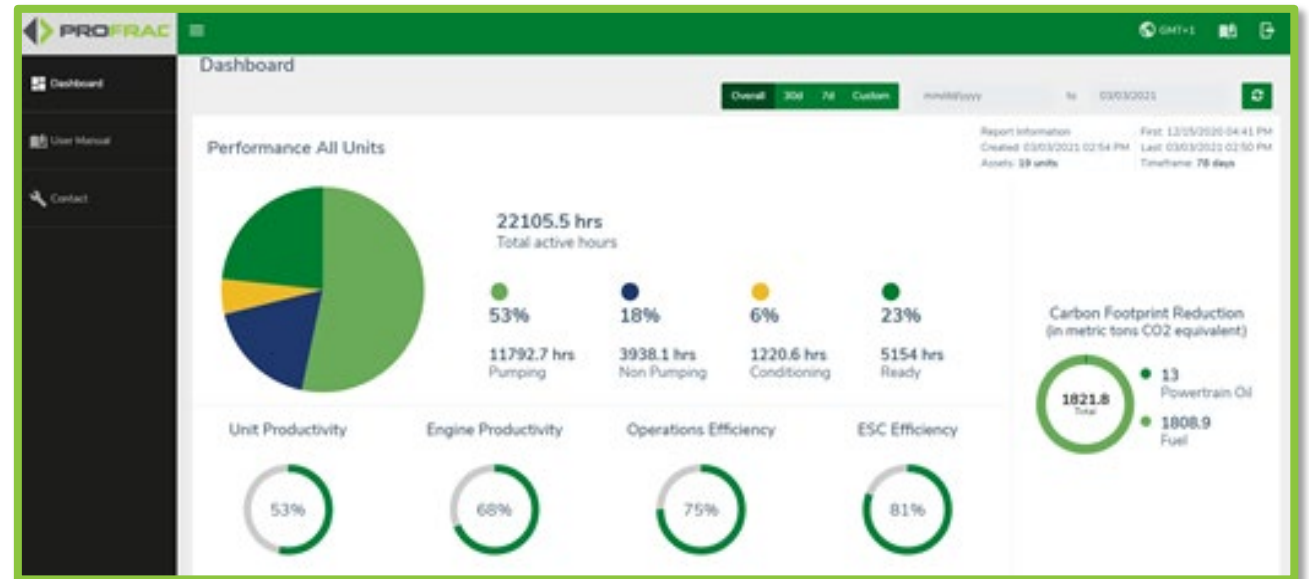 PROFRAC
GMT+1
Dashboard
User Manual
Contact
Dashboard
Overall 30d 7d Custom mm/dd/yyyy to 03/03/2021
Performance All Units
Report Information
Created: 03/03/2021 02:54 PM
Assets: 19 units
First: 12/15/2020 04:41 PM
Last: 03/03/2021 02:50 PM
Timeframe: 78 days
22105.5 hrs
Total active hours
53% 18% 6% 23%
11792.7 hrs 3938.1 hrs 1220.6 hrs 5154 hrs
Pumping Non Pumping Conditioning Ready
Carbon Footprint Reduction
(in metric tons CO2 equivalent)
1821.8
Total
13
Powertrain Oil
1808.9
Fuel
Unit Productivity Engine Productivity Operations Efficiency ESC Efficiency
53% 68% 75% 81%